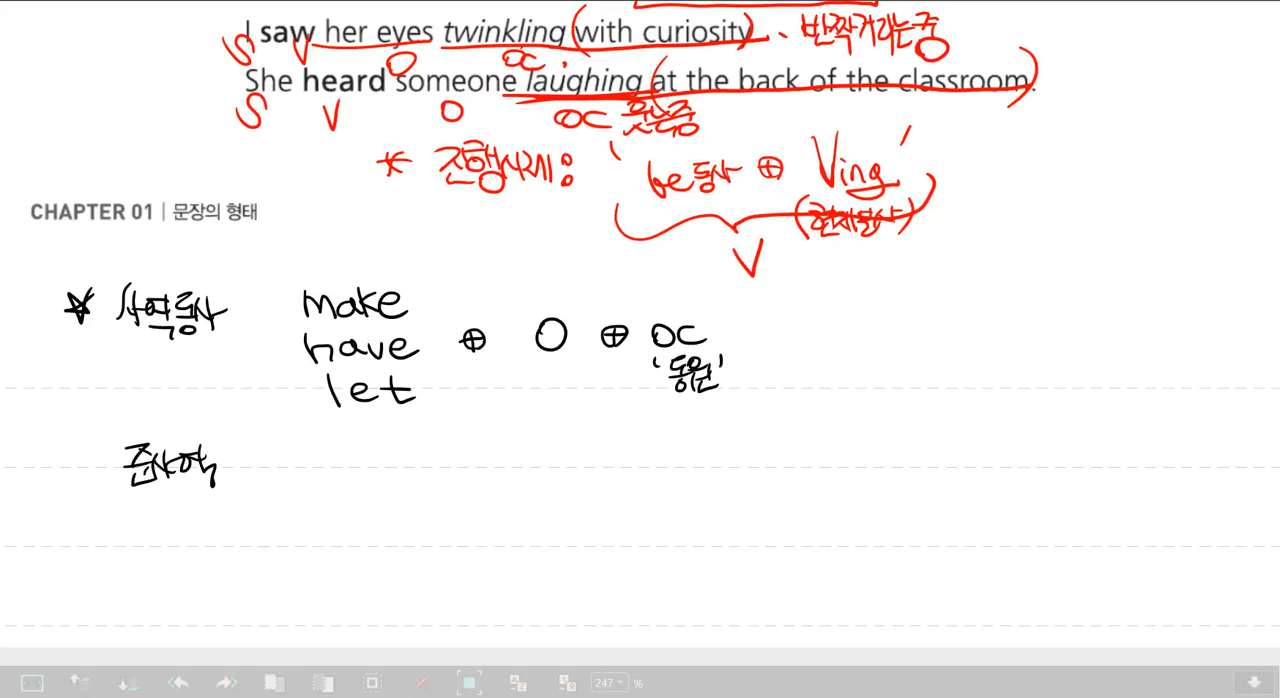 I saw her eyes twinkling (with curiosity). 반짝거리는중
S V O OC
She heard someone laughing (at the back of the classroom).
S V O OC 웃는중
* 진행시제: 'be동사 ⊕ Ving'
(현재분사)
V
CHAPTER 01 | 문장의 형태
☆ 사역동사 make
have ⊕ O ⊕ OC
let '동원'
준사역
247 %